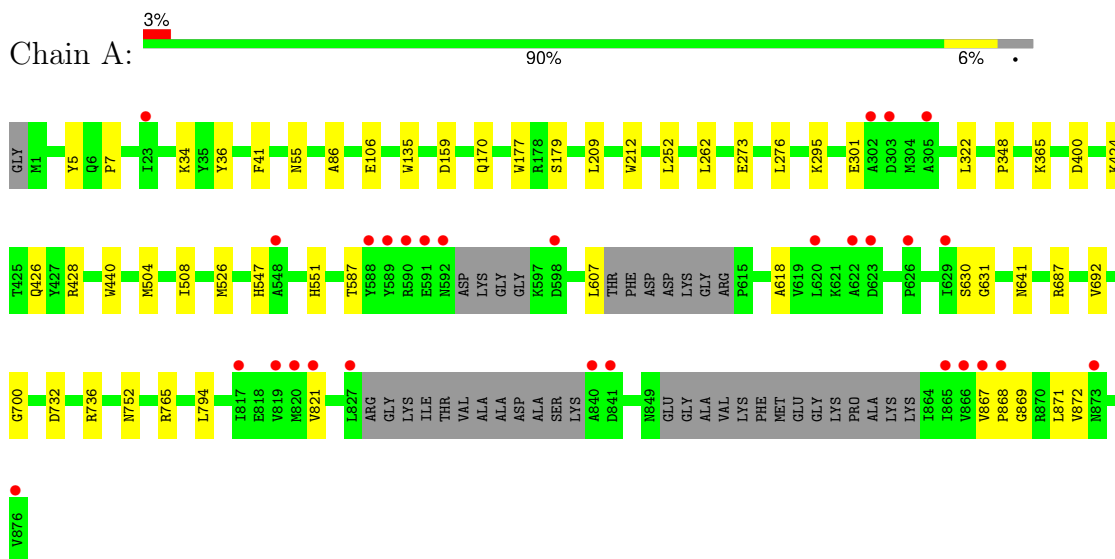 3%
Chain A:
90% 6% •
GLY M1 Y5 Q6 P7 I23 K34 Y35 Y36 F41 N55 A86 E106 W135 D159 Q170 W177 R178 S179 L209 W212 L252 L262 E273 L276 K295 E301 A302 D303 M304 A305 L322 P348 K365 D400 K424
T425 Q426 Y427 R428 W440 M504 I508 M526 H547 A548 H551 T587 Y588 Y589 R590 E591 N592 ASP LYS GLY GLY K597 D598 L607 THR PHE ASP ASP LYS GLY ARG P615 A618 V619 L620 K621 A622 D623 P626 I629 S630 G631 N641 R687 V692
G700 D732 R736 N752 R765 L794 I817 E818 V819 M820 V821 L827 ARG GLY LYS ILE THR VAL ALA ALA ASP ALA SER LYS A840 D841 N849 GLU GLY ALA VAL LYS PHE MET GLU GLY LYS PRO ALA LYS LYS I864 I865 V866 V867 P868 G869 R870 L871 V872 N873
V876